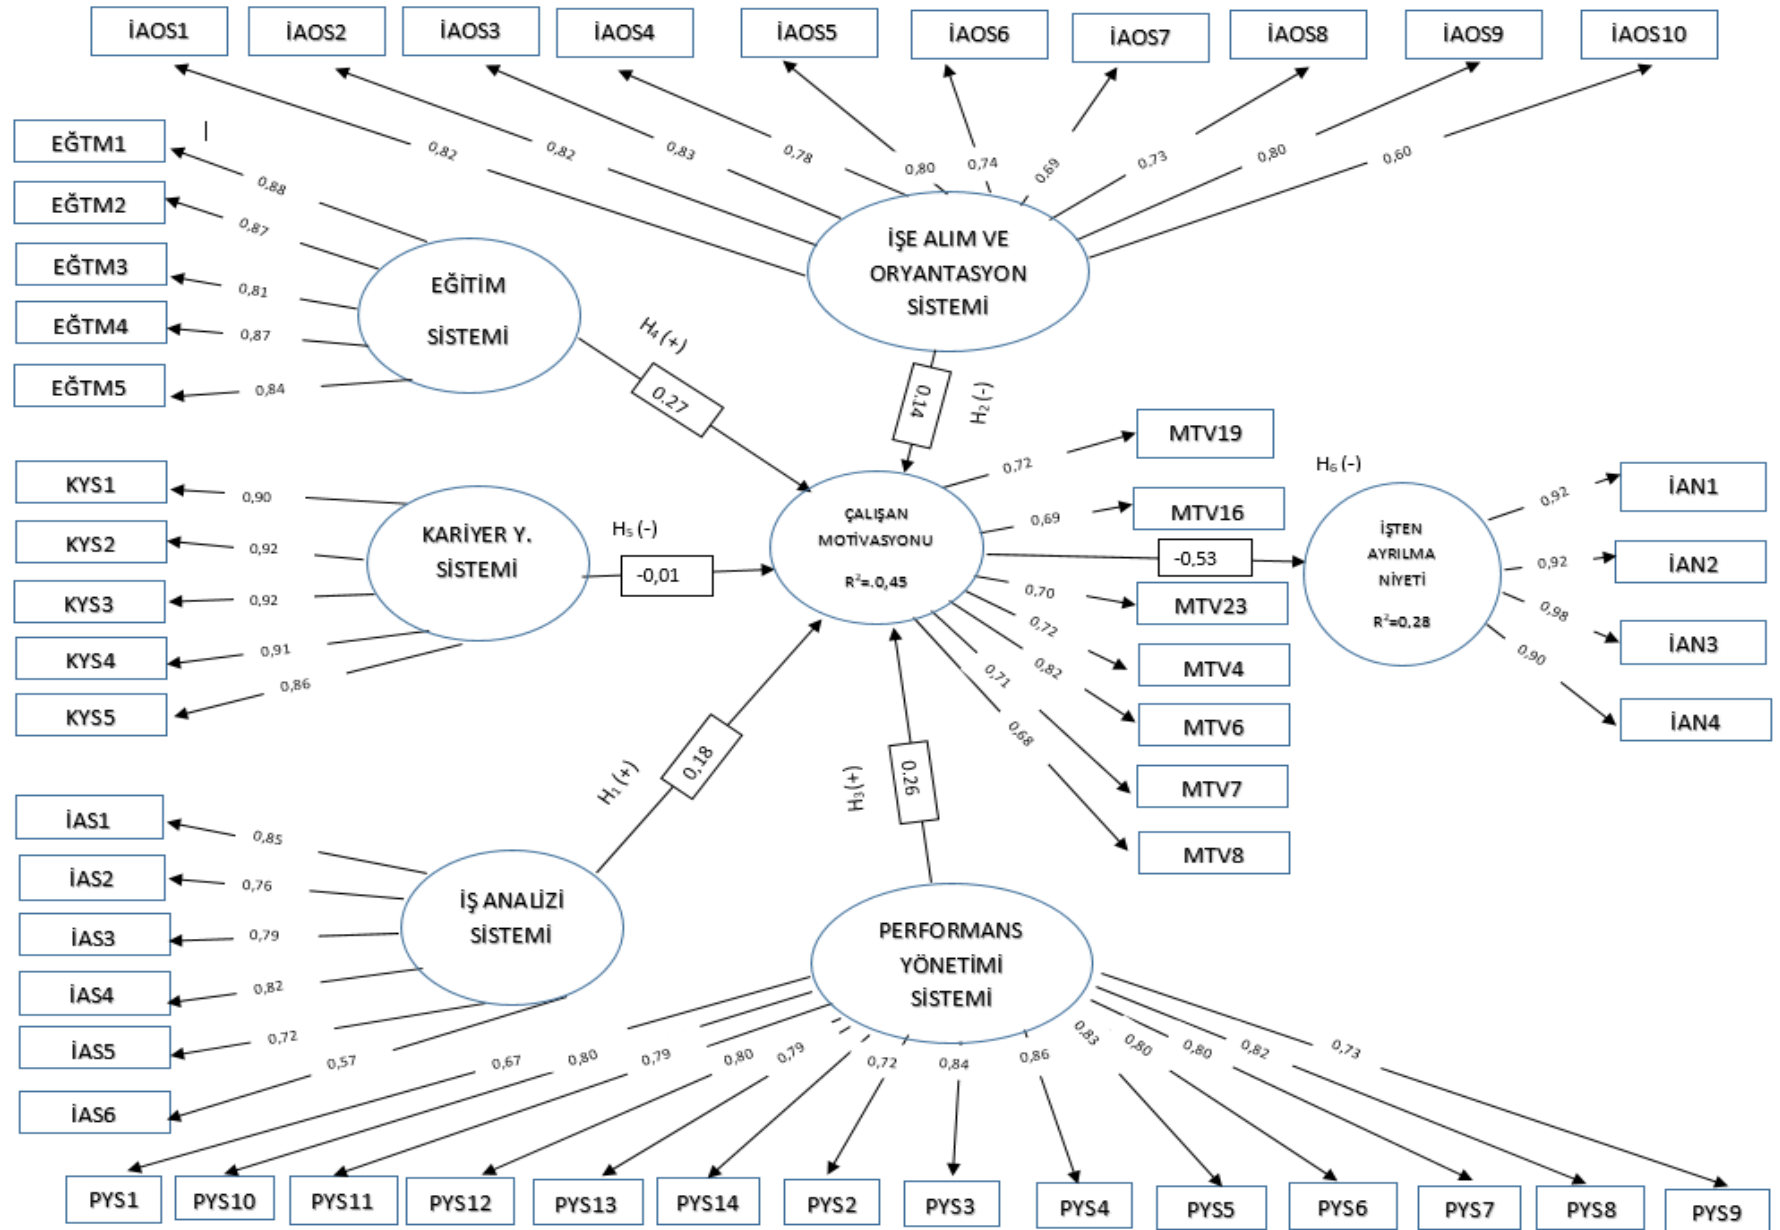 İAOS1
İAOS2
İAOS3
İAOS4
İAOS5
İAOS6
İAOS7
İAOS8
İAOS9
İAOS10
0,82
0,82
0,83
0,78
0,80
0,74
0,69
0,73
0,80
0,60
İŞE ALIM VE
ORYANTASYON
SİSTEMİ
EĞTM1
EĞTM2
EĞTM3
EĞTM4
EĞTM5
0,88
0,87
0,81
0,87
0,84
EĞİTİM
SİSTEMİ
H4 (+)
0.27
0.14
H2 (-)
KYS1
KYS2
KYS3
KYS4
KYS5
0,90
0,92
0,92
0,91
0,86
KARİYER Y.
SİSTEMİ
H5 (-)
-0,01
ÇALIŞAN
MOTİVASYONU
R²=.0,45
0,72
0,69
0,70
0,72
0,82
0,71
0,68
MTV19
MTV16
MTV23
MTV4
MTV6
MTV7
MTV8
-0,53
H6 (-)
İŞTEN
AYRILMA
NİYETİ
R²=0,28
0,92
0,92
0,98
0,90
İAN1
İAN2
İAN3
İAN4
İAS1
İAS2
İAS3
İAS4
İAS5
İAS6
0,85
0,76
0,79
0,82
0,72
0,57
İŞ ANALİZİ
SİSTEMİ
H1 (+)
0,18
H3(+)
0.26
PERFORMANS
YÖNETİMİ
SİSTEMİ
0,67
0,80
0,79
0,80
0,79
0,72
0,84
0,86
0,83
0,80
0,80
0,82
0,73
PYS1
PYS10
PYS11
PYS12
PYS13
PYS14
PYS2
PYS3
PYS4
PYS5
PYS6
PYS7
PYS8
PYS9